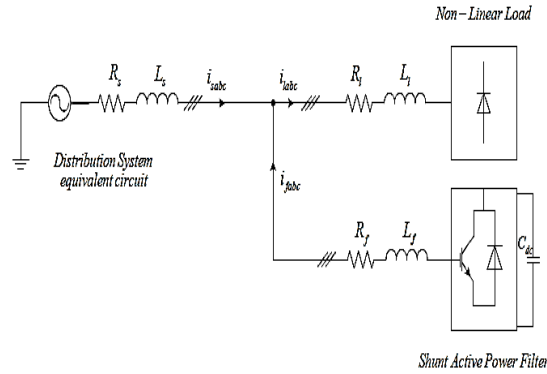 Non – Linear Load
R_s
L_s
i_sabc
i_labc
R_l
L_l
Distribution System
equivalent circuit
i_fabc
R_f
L_f
C_dc
Shunt Active Power Filter